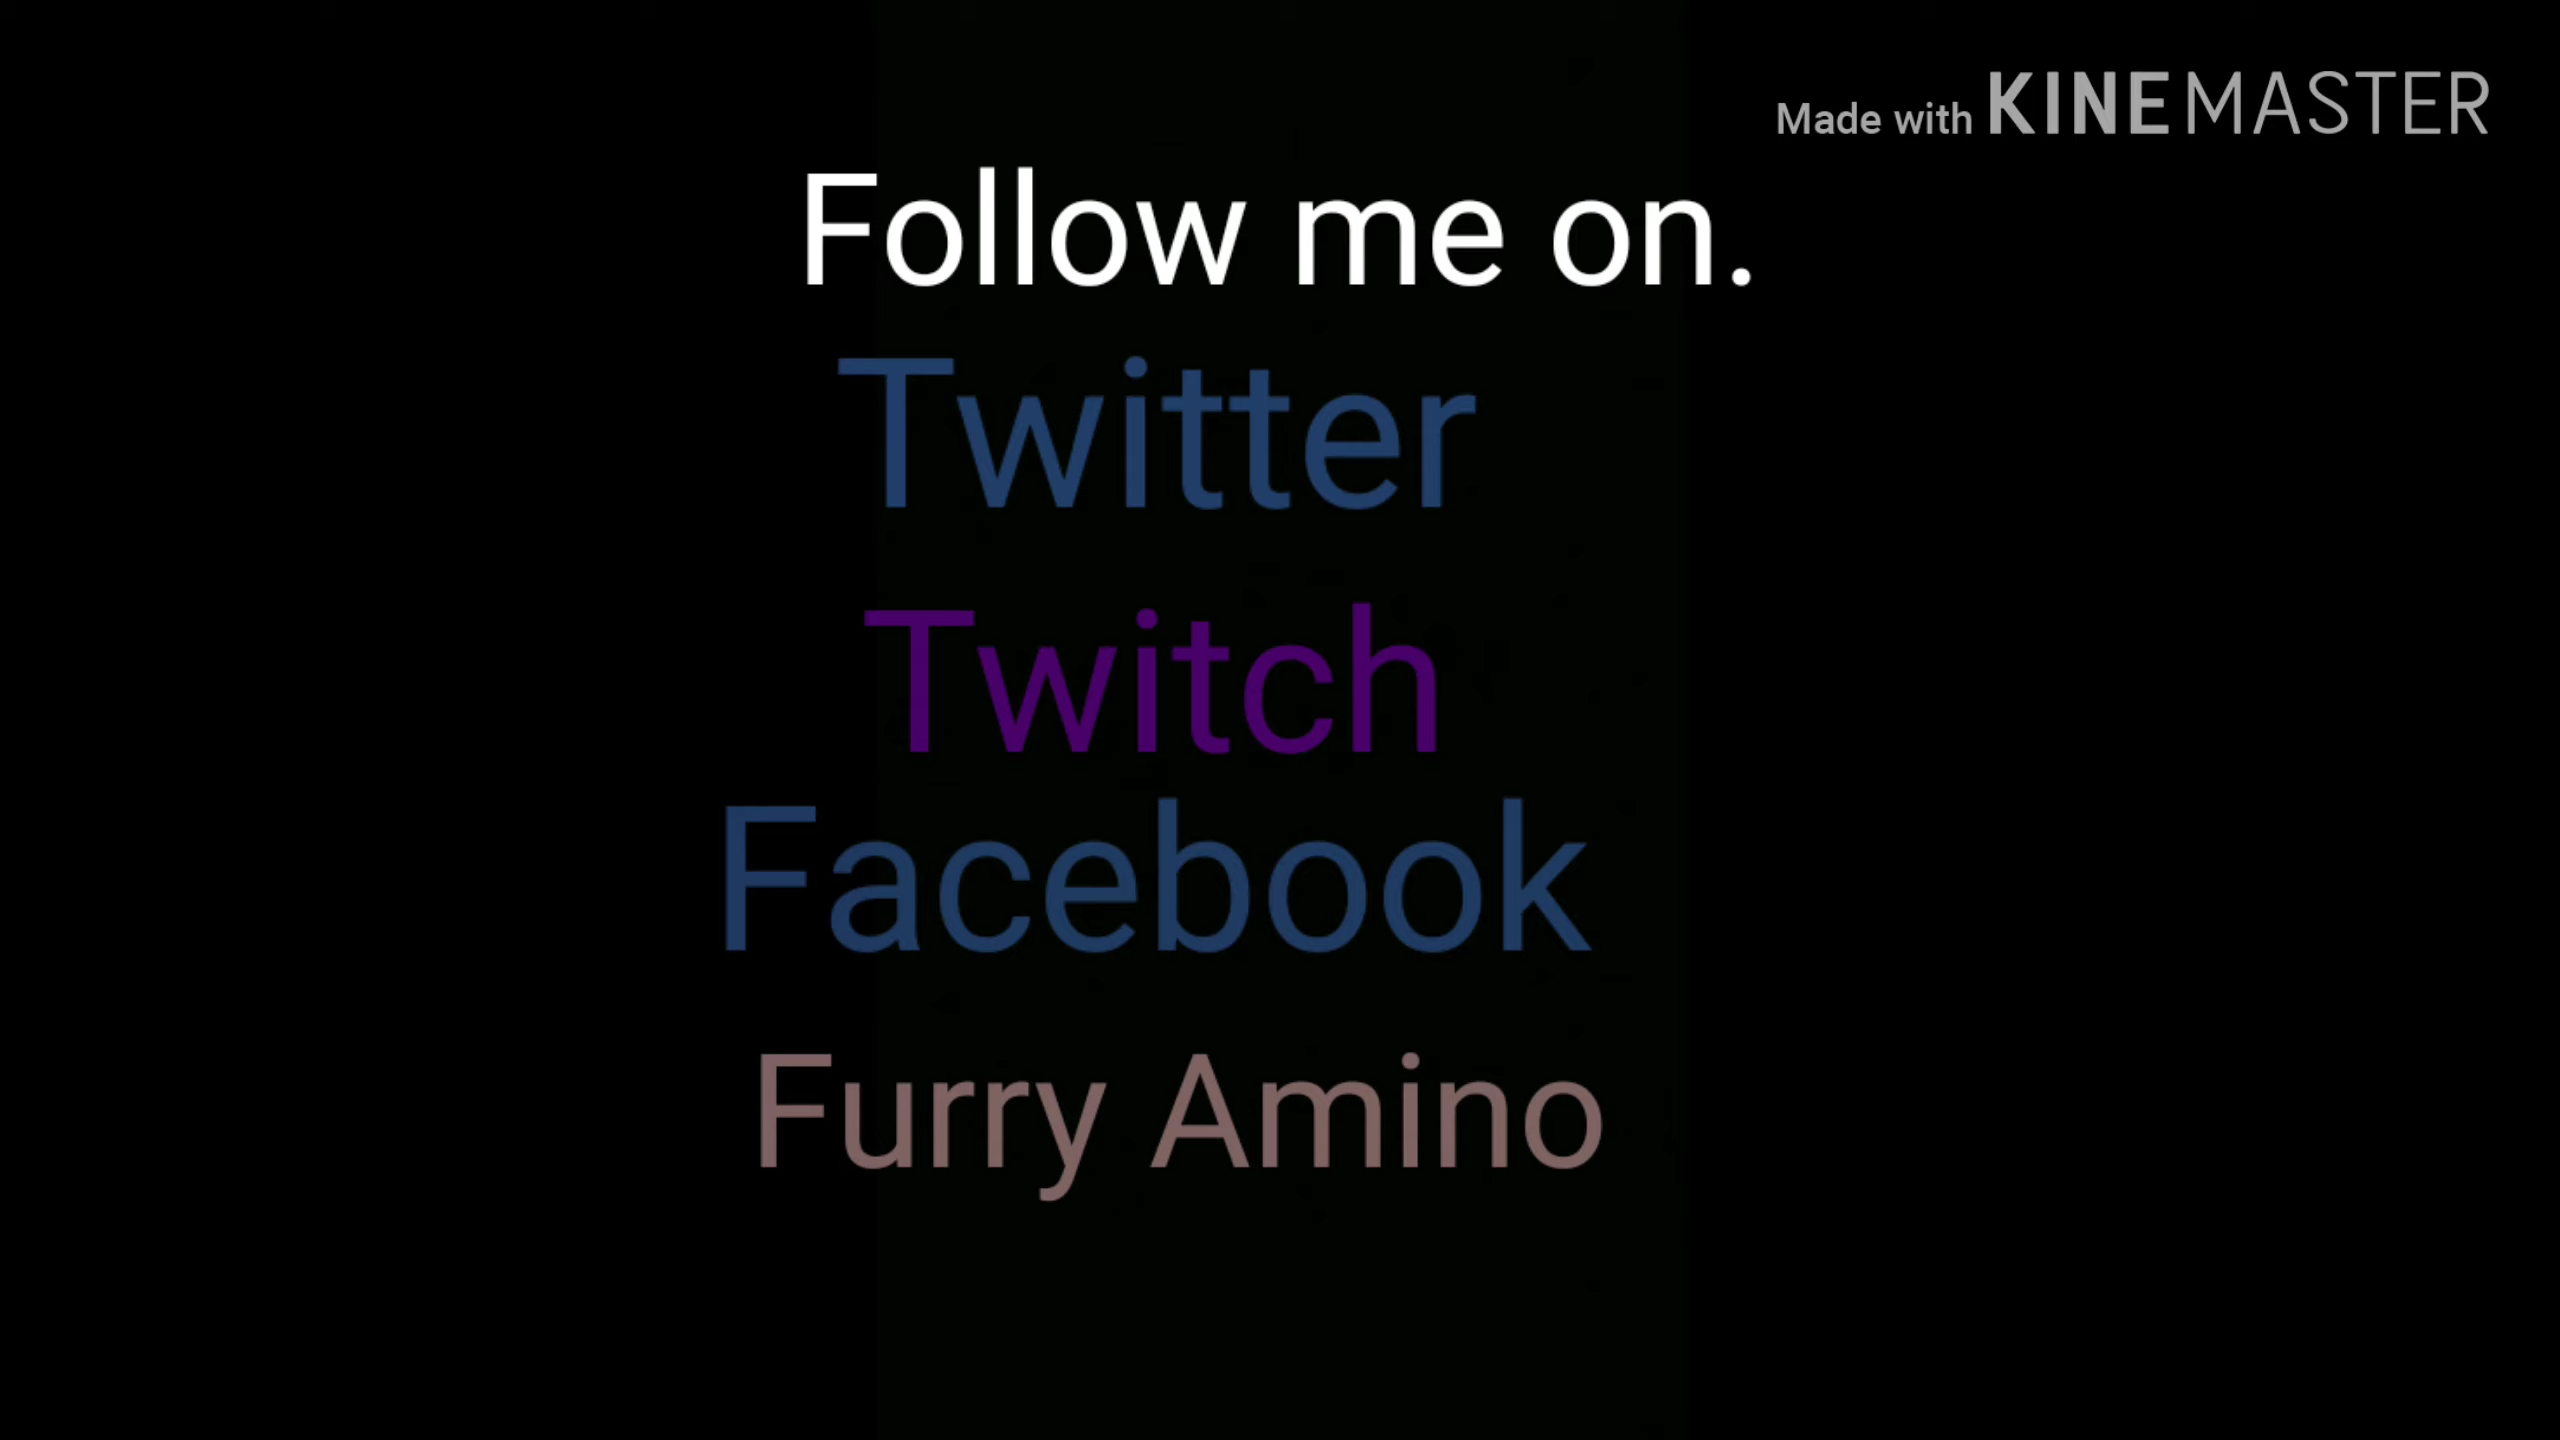 Made with KINEMASTER
Follow me on.
Twitter
Twitch
Facebook
Furry Amino